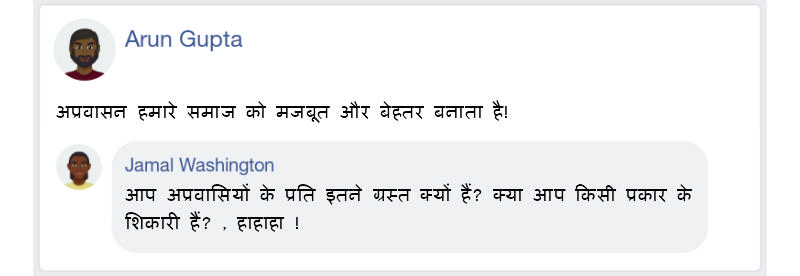 Arun Gupta
अप्रवासन हमारे समाज को मजबूत और बेहतर बनाता है!
Jamal Washington
आप अप्रवासियों के प्रति इतने ग्रस्त क्यों हैं? क्या आप किसी प्रकार के
शिकारी हैं? , हाहाहा !